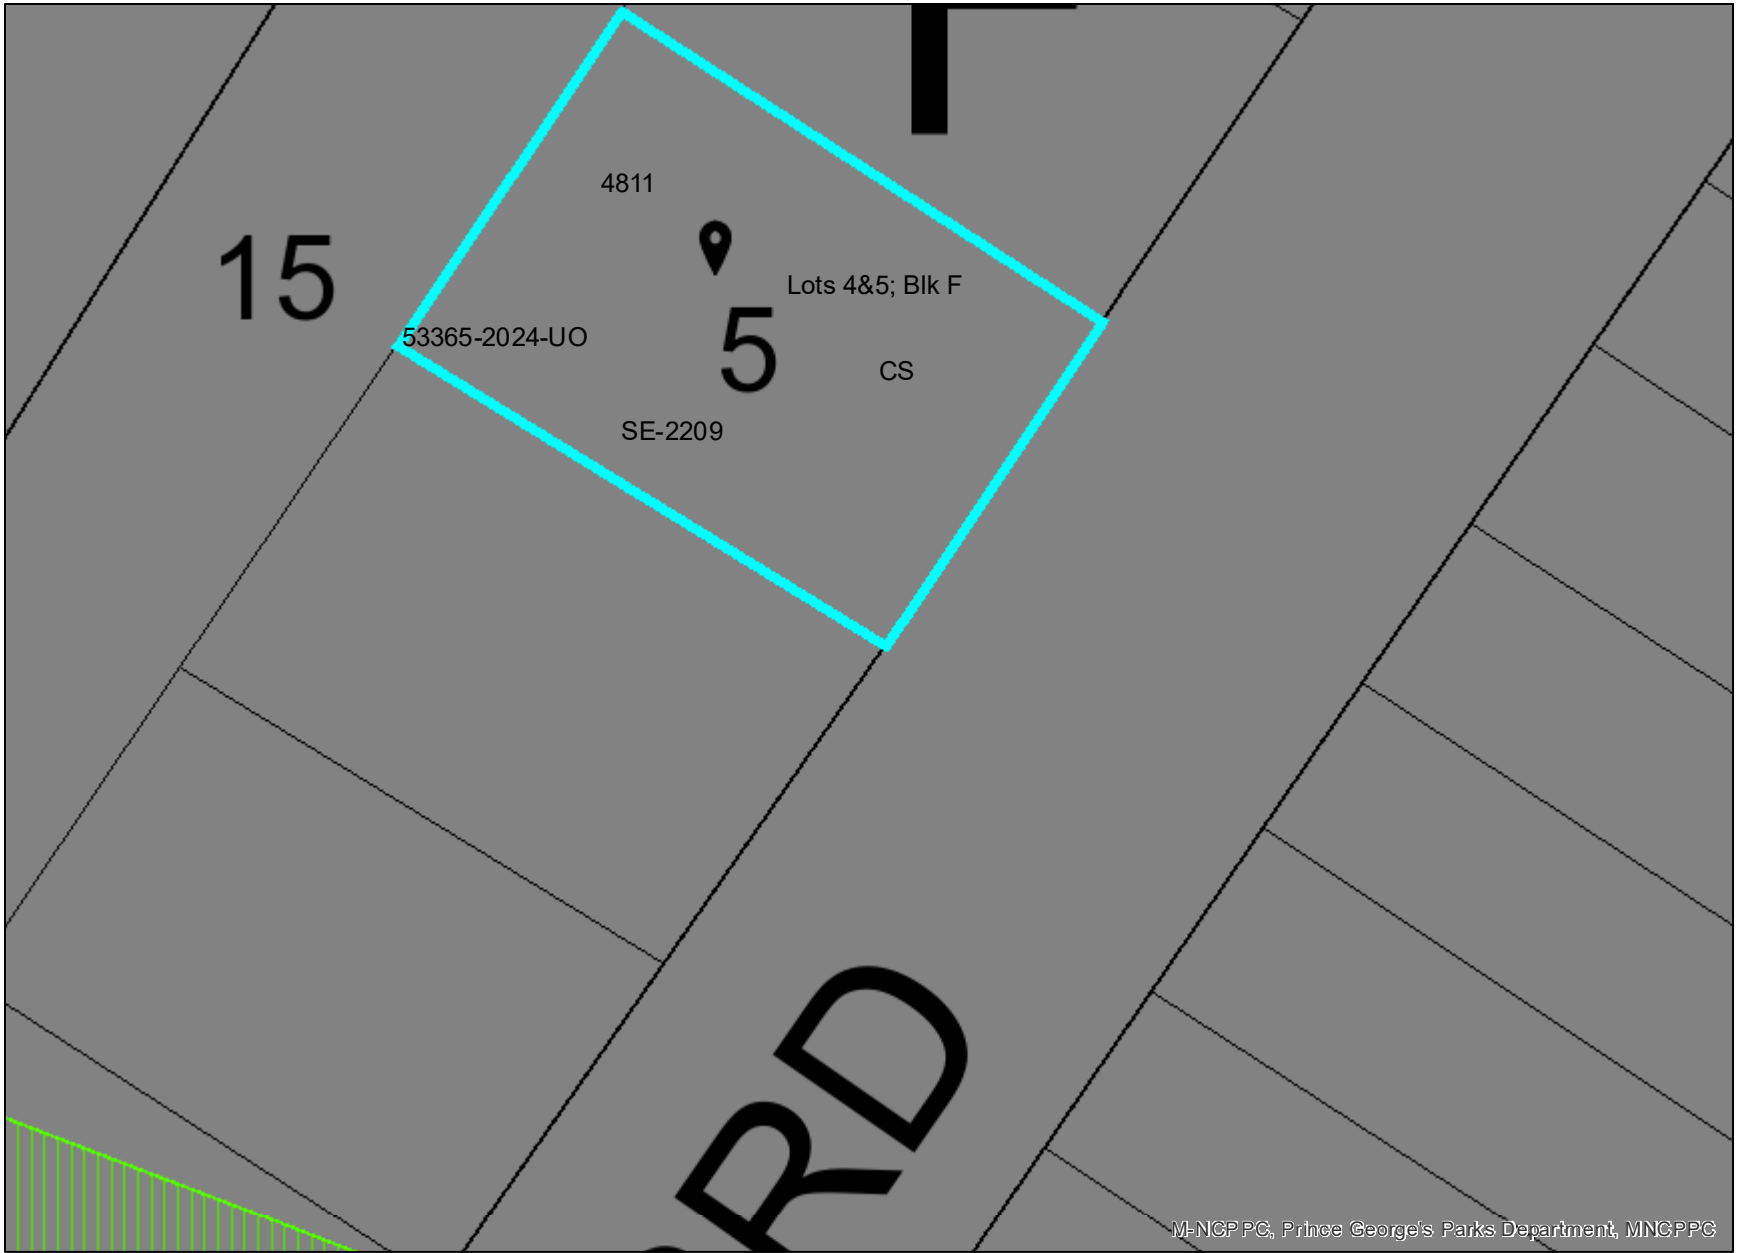 4811
15
Lots 4&5; Blk F
53365-2024-UO
5
CS
SE-2209
RD
M-NCPPC, Prince George's Parks Department, MNCPPC